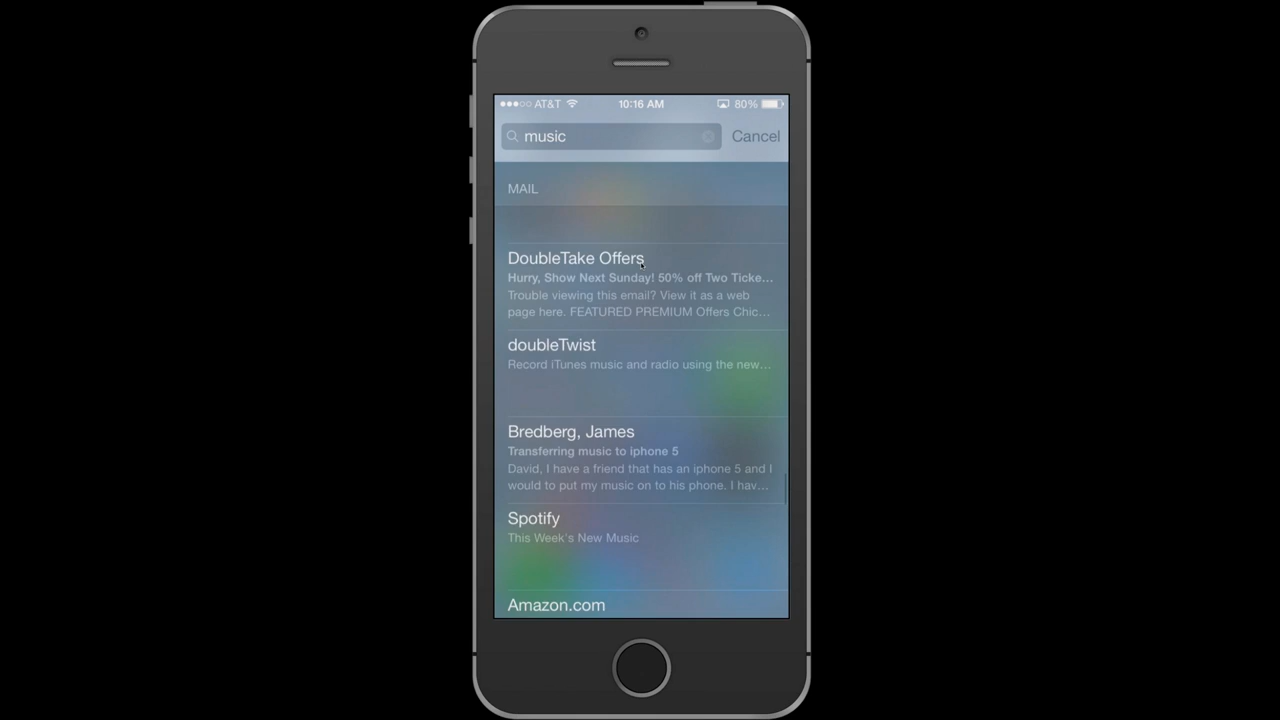 AT&T 10:16 AM 80%
music Cancel
MAIL
DoubleTake Offers
Hurry, Show Next Sunday! 50% off Two Ticke...
Trouble viewing this email? View it as a web
page here. FEATURED PREMIUM Offers Chic...
doubleTwist
Record iTunes music and radio using the new...
Bredberg, James
Transferring music to iphone 5
David, I have a friend that has an iphone 5 and I
would to put my music on to his phone. I hav...
Spotify
This Week's New Music
Amazon.com